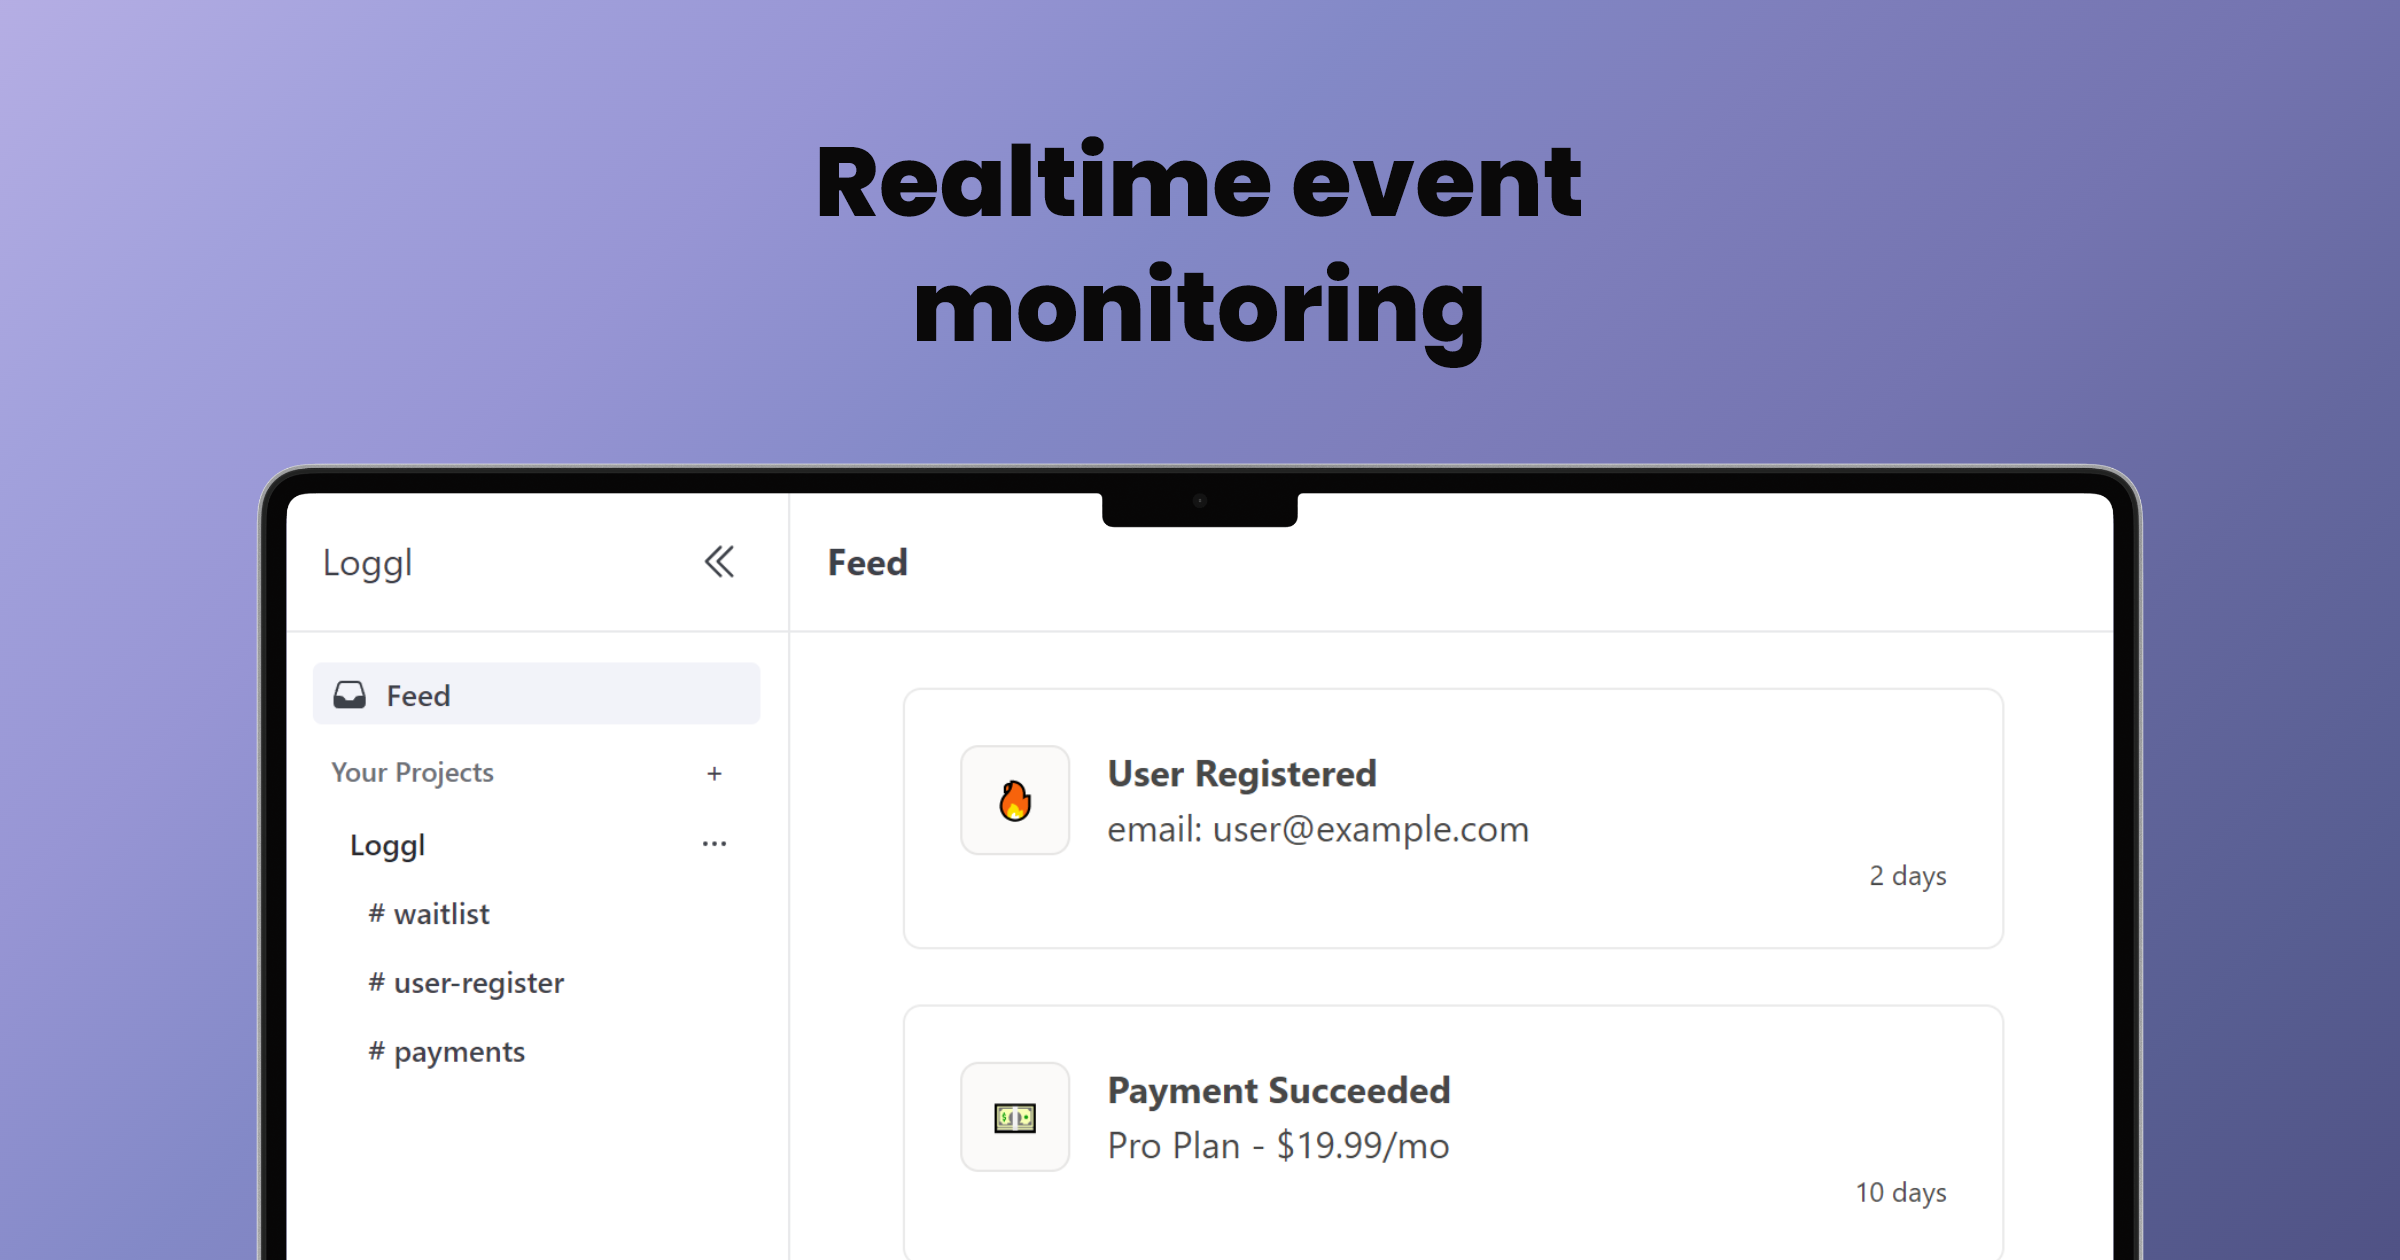 Realtime event
monitoring
Loggl
Feed
Feed
Your Projects +
Loggl ...
# waitlist
# user-register
# payments
User Registered
email: user@example.com
2 days
Payment Succeeded
Pro Plan - $19.99/mo
10 days